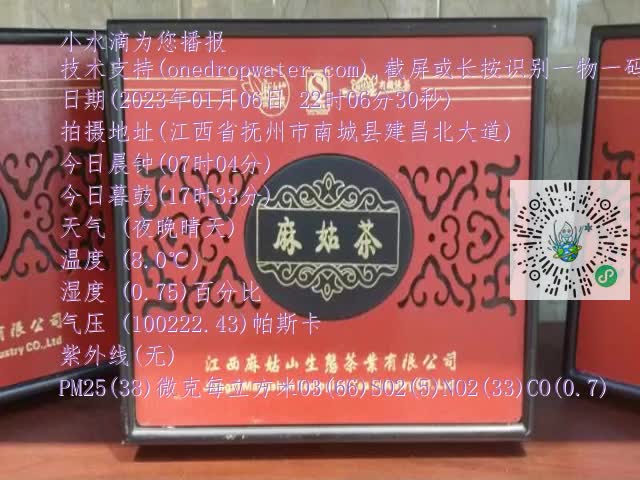 小水滴为您播报
技术支持(onedropwater.com) 截屏或长按识别一物一码
日期(2023年01月06日 22时06分30秒)
拍摄地址(江西省抚州市南城县建昌北大道)
今日晨钟(07时04分)
今日暮鼓(17时33分)
天气 (夜晚晴天)
麻姑茶
温度 (8.0℃)
湿度 (0.75)百分比
有限公司
气压 (100222.43)帕斯卡
ustry CO.,Ltd
紫外线(无)
江西麻姑山生態茶業有限公司
PM25(38)微克每立方米O3(66)SO2(5)NO2(33)CO(0.7)